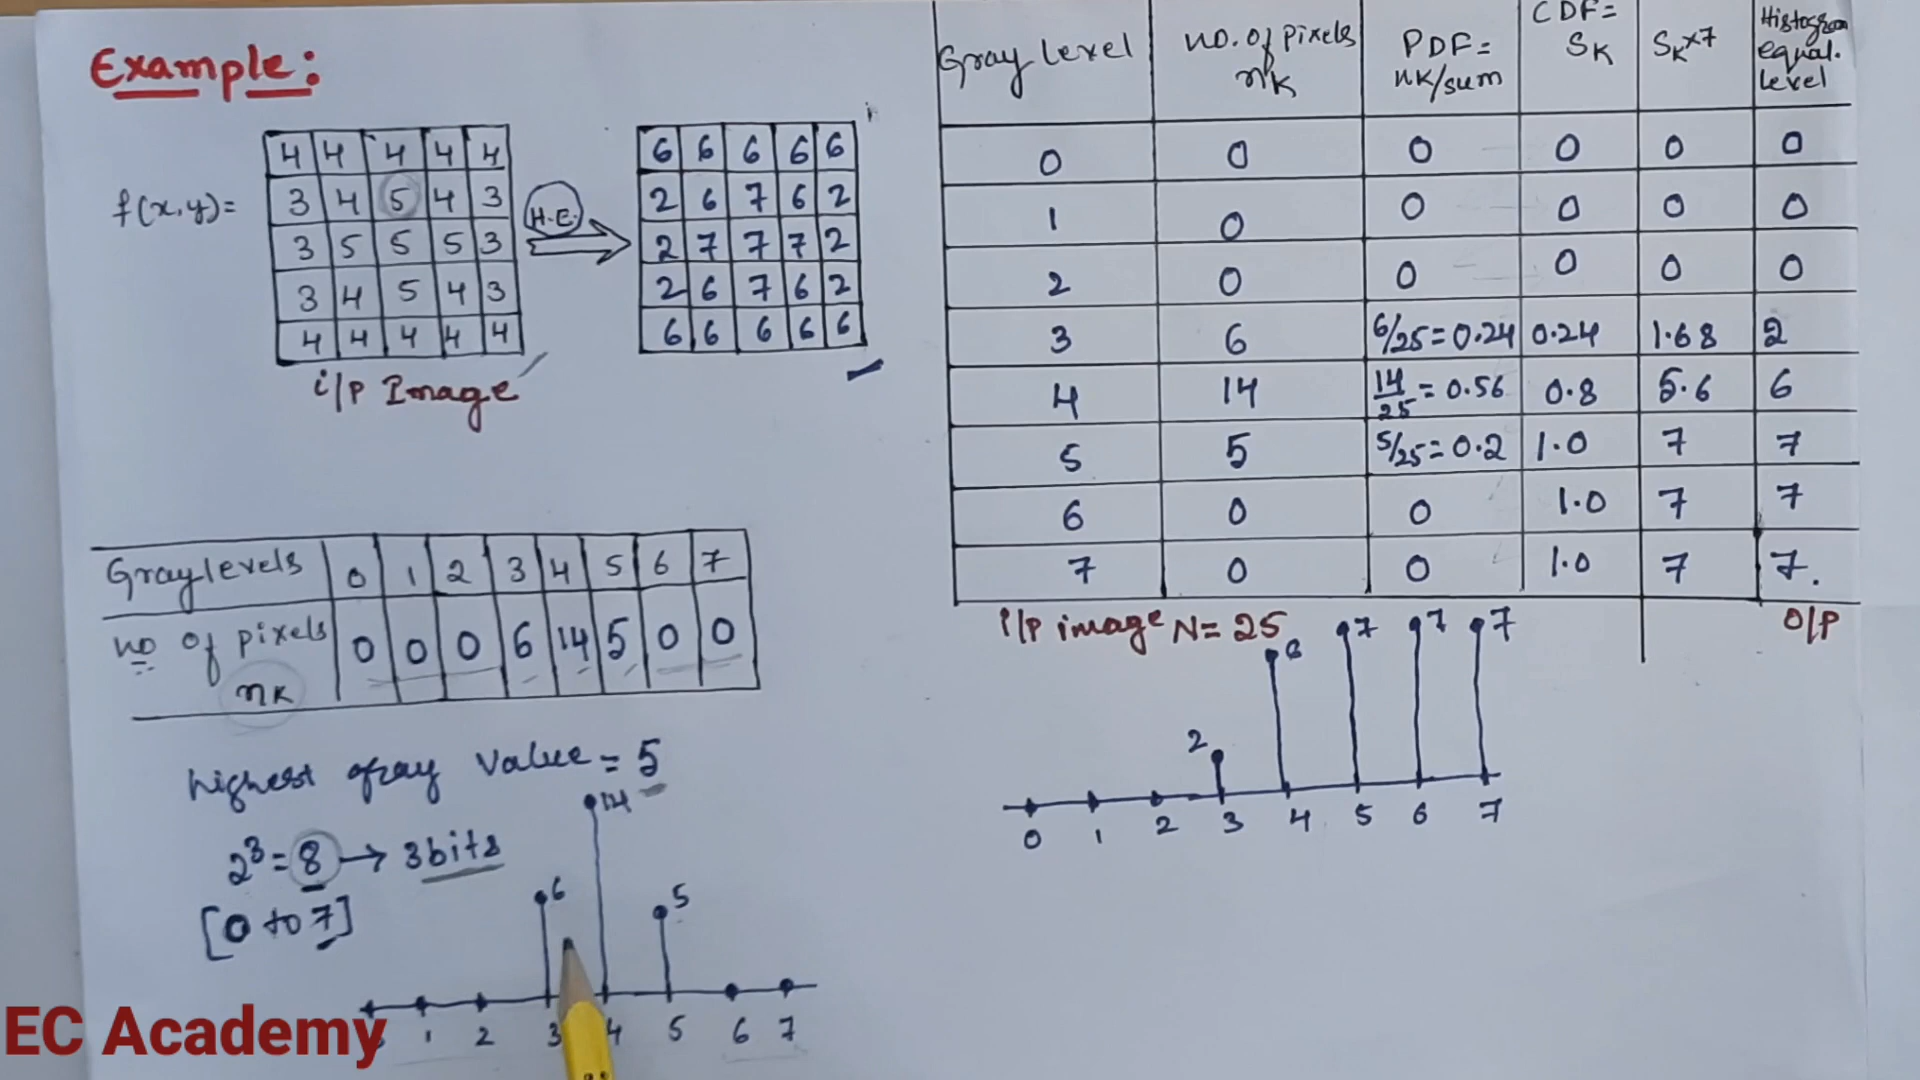 Example:
f(x,y)=
4 4 4 4 4
3 4 5 4 3
3 5 5 5 3
3 4 5 4 3
4 4 4 4 4
i/p Image
H.E.
6 6 6 6 6
2 6 7 6 2
2 7 7 7 2
2 6 7 6 2
6 6 6 6 6
Gray levels 0 1 2 3 4 5 6 7
no of pixels nK 0 0 0 6 14 5 0 0
highest gray Value = 5
2³ = 8 → 3 bits
[0 to 7]
6 14 5
1 2 3 4 5 6 7
Gray level no. of pixels nK PDF = nK/sum CDF = SK SK×7 Histogram equal. level
0 0 0 0 0 0
1 0 0 0 0 0
2 0 0 0 0 0
3 6 6/25 = 0.24 0.24 1.68 2
4 14 14/25 = 0.56 0.8 5.6 6
5 5 5/25 = 0.2 1.0 7 7
6 0 0 1.0 7 7
7 0 0 1.0 7 7.
i/p image N = 25 O/P
2 6 7 7 7
0 1 2 3 4 5 6 7
EC Academy